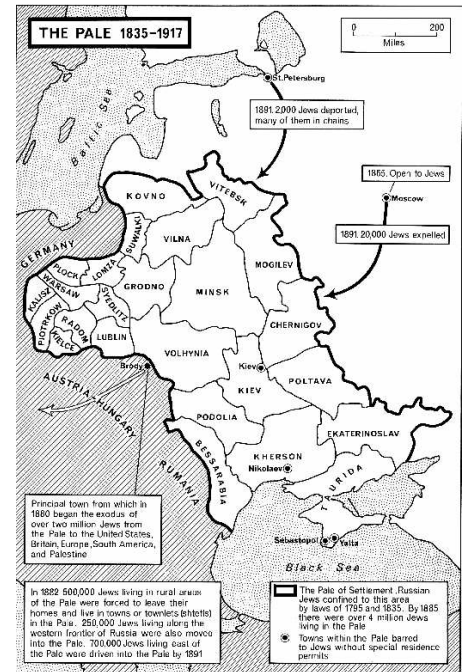 THE PALE 1835–1917
0 200
Miles
St. Petersburg
1891. 2,000 Jews deported,
many of them in chains
Baltic Sea
1865. Open to Jews
Moscow
1891. 20,000 Jews expelled
KOVNO
VITEBSK
GERMANY
SUWALKI
VILNA
MOGILEV
PLOCK
LOMZA
GRODNO
MINSK
WARSAW
KALISZ
SYEDLITZ
PIOTRKOW
RADOM
KIELCE
LUBLIN
CHERNIGOV
VOLHYNIA
Brody
Kiev
KIEV
POLTAVA
AUSTRIA-HUNGARY
PODOLIA
EKATERINOSLAV
BESSARABIA
KHERSON
Nikolaev
RUMANIA
TAURIDA
Sebastopol
Yalta
Black Sea
Principal town from which in
1880 began the exodus of
over two million Jews from
the Pale to the United States,
Britain, Europe, South America,
and Palestine
In 1882 500,000 Jews living in rural areas
of the Pale were forced to leave their
homes and live in towns or townlets (shtetls)
in the Pale. 250,000 Jews living along the
western frontier of Russia were also moved
into the Pale. 700,000 Jews living east of
the Pale were driven into the Pale by 1891
The Pale of Settlement. Russian
Jews confined to this area
by laws of 1795 and 1835. By 1885
there were over 4 million Jews
living in the Pale
Towns within the Pale barred
to Jews without special residence
permits